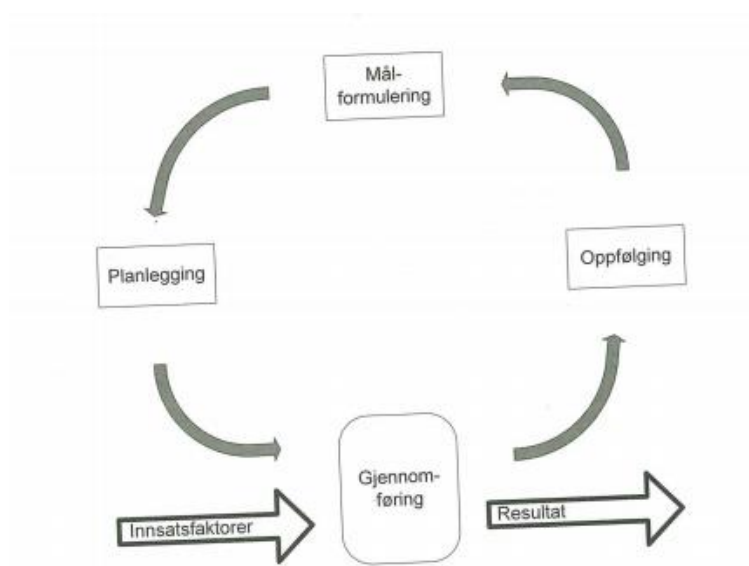 Mål-
formulering
Planlegging
Oppfølging
Gjennom-
føring
Innsatsfaktorer
Resultat